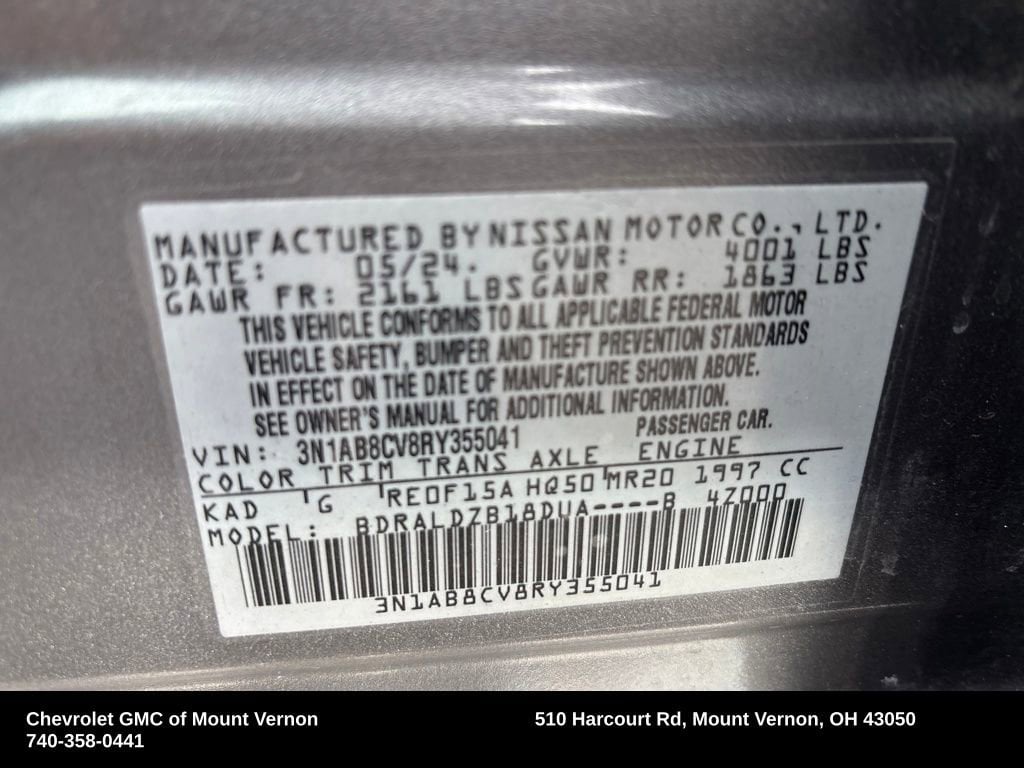 MANUFACTURED BY NISSAN MOTOR CO., LTD.
DATE: 05/24. GVWR: 4001 LBS
GAWR FR: 2161 LBS GAWR RR: 1863 LBS
THIS VEHICLE CONFORMS TO ALL APPLICABLE FEDERAL MOTOR
VEHICLE SAFETY, BUMPER AND THEFT PREVENTION STANDARDS
IN EFFECT ON THE DATE OF MANUFACTURE SHOWN ABOVE.
SEE OWNER'S MANUAL FOR ADDITIONAL INFORMATION.
VIN: 3N1AB8CV8RY355041 PASSENGER CAR.
COLOR TRIM TRANS AXLE ENGINE
KAD G RE0F15A HQ50 MR20 1997 CC
MODEL: BDRALDZB18DUA----B 4Z000
3N1AB8CV8RY355041
Chevrolet GMC of Mount Vernon 510 Harcourt Rd, Mount Vernon, OH 43050
740-358-0441